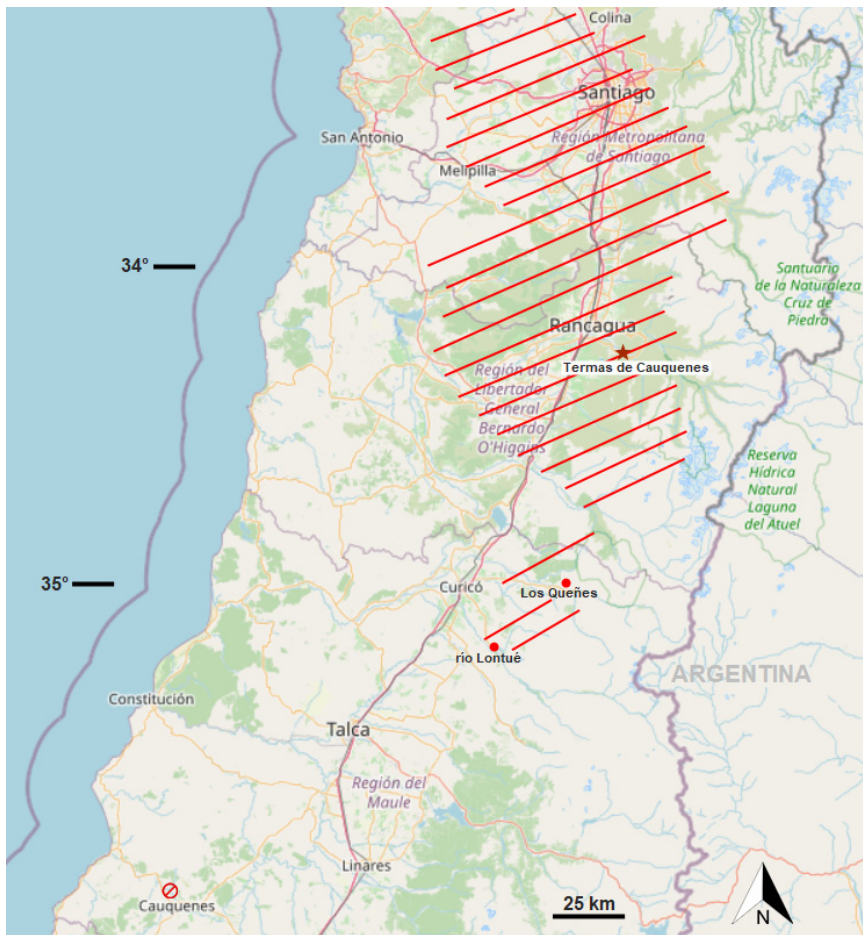 Colina
Santiago
San Antonio
Región Metropolitana
de Santiago
Melipilla
34°
Santuario
de la Naturaleza
Cruz de
Piedra
Rancagua
Termas de Cauquenes
Región del
Libertador
General
Bernardo
O'Higgins
Reserva
Hídrica
Natural
Laguna
del Atuel
35°
Curicó
Los Queñes
río Lontué
ARGENTINA
Constitución
Talca
Región del
Maule
Linares
Cauquenes
25 km
N